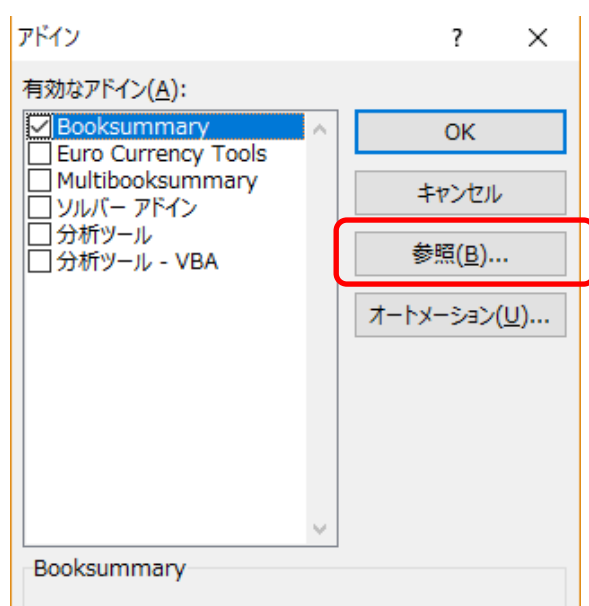 アドイン ? ×
有効なアドイン(A):
Booksummary
Euro Currency Tools
Multibooksummary
ソルバー アドイン
分析ツール
分析ツール - VBA
OK
キャンセル
参照(B)...
オートメーション(U)...
Booksummary